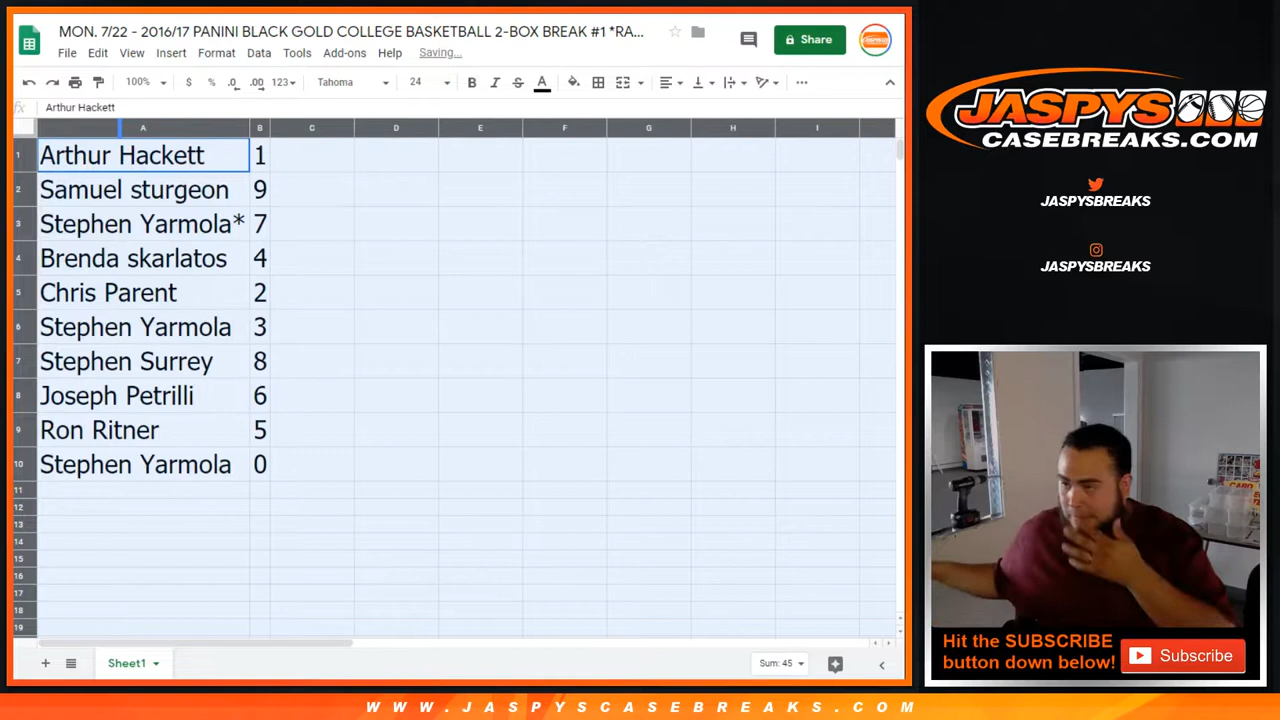 MON. 7/22 - 2016/17 PANINI BLACK GOLD COLLEGE BASKETBALL 2-BOX BREAK #1 *RA...
File Edit View Insert Format Data Tools Add-ons Help Saving...
Share
100% $ % .0 .00 123 Tahoma 24 B I S A
fx Arthur Hackett
A B C D E F G H I
1 Arthur Hackett 1
2 Samuel sturgeon 9
3 Stephen Yarmola* 7
4 Brenda skarlatos 4
5 Chris Parent 2
6 Stephen Yarmola 3
7 Stephen Surrey 8
8 Joseph Petrilli 6
9 Ron Ritner 5
10 Stephen Yarmola 0
11
12
13
14
15
16
17
18
19
Sheet1
Sum: 45
JASPYS
CASEBREAKS.COM
JASPYSBREAKS
JASPYSBREAKS
Hit the SUBSCRIBE
button down below!
Subscribe
WWW.JASPYSCASEBREAKS.COM